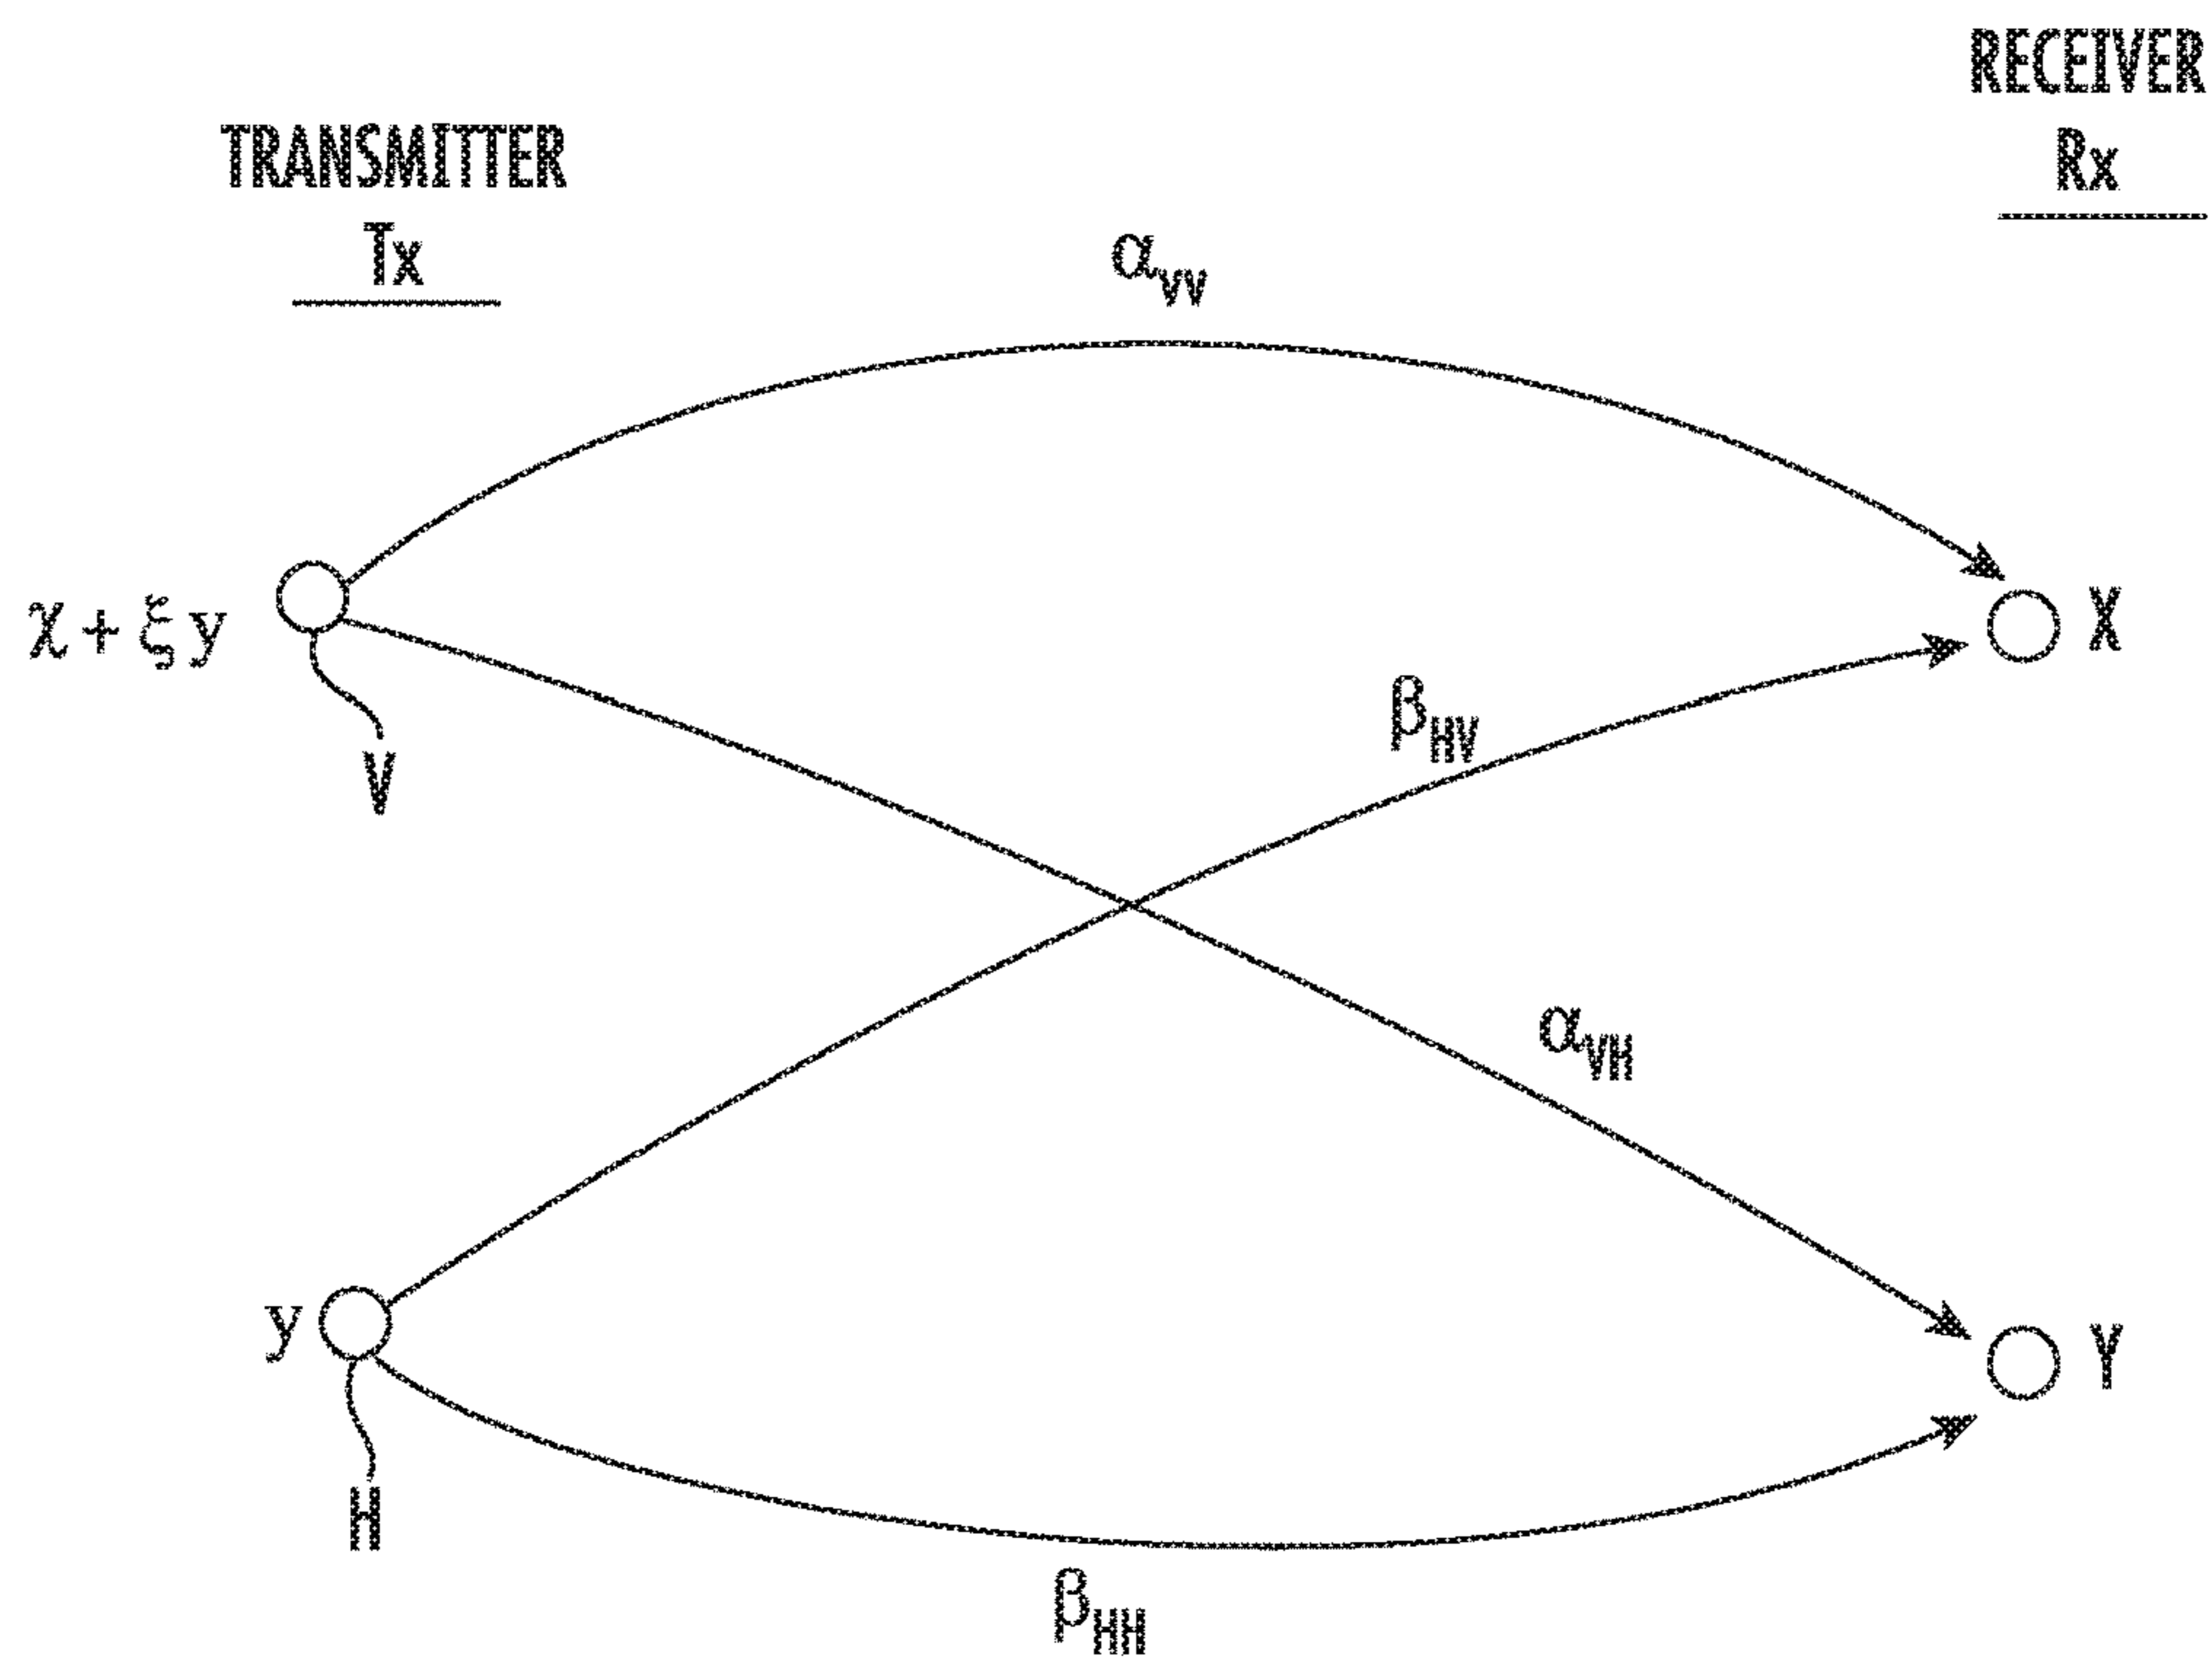 RECEIVER
Rx
TRANSMITTER
Tx
α_VV
χ + ξ y
V
X
β_HV
α_VH
y
H
Y
β_HH